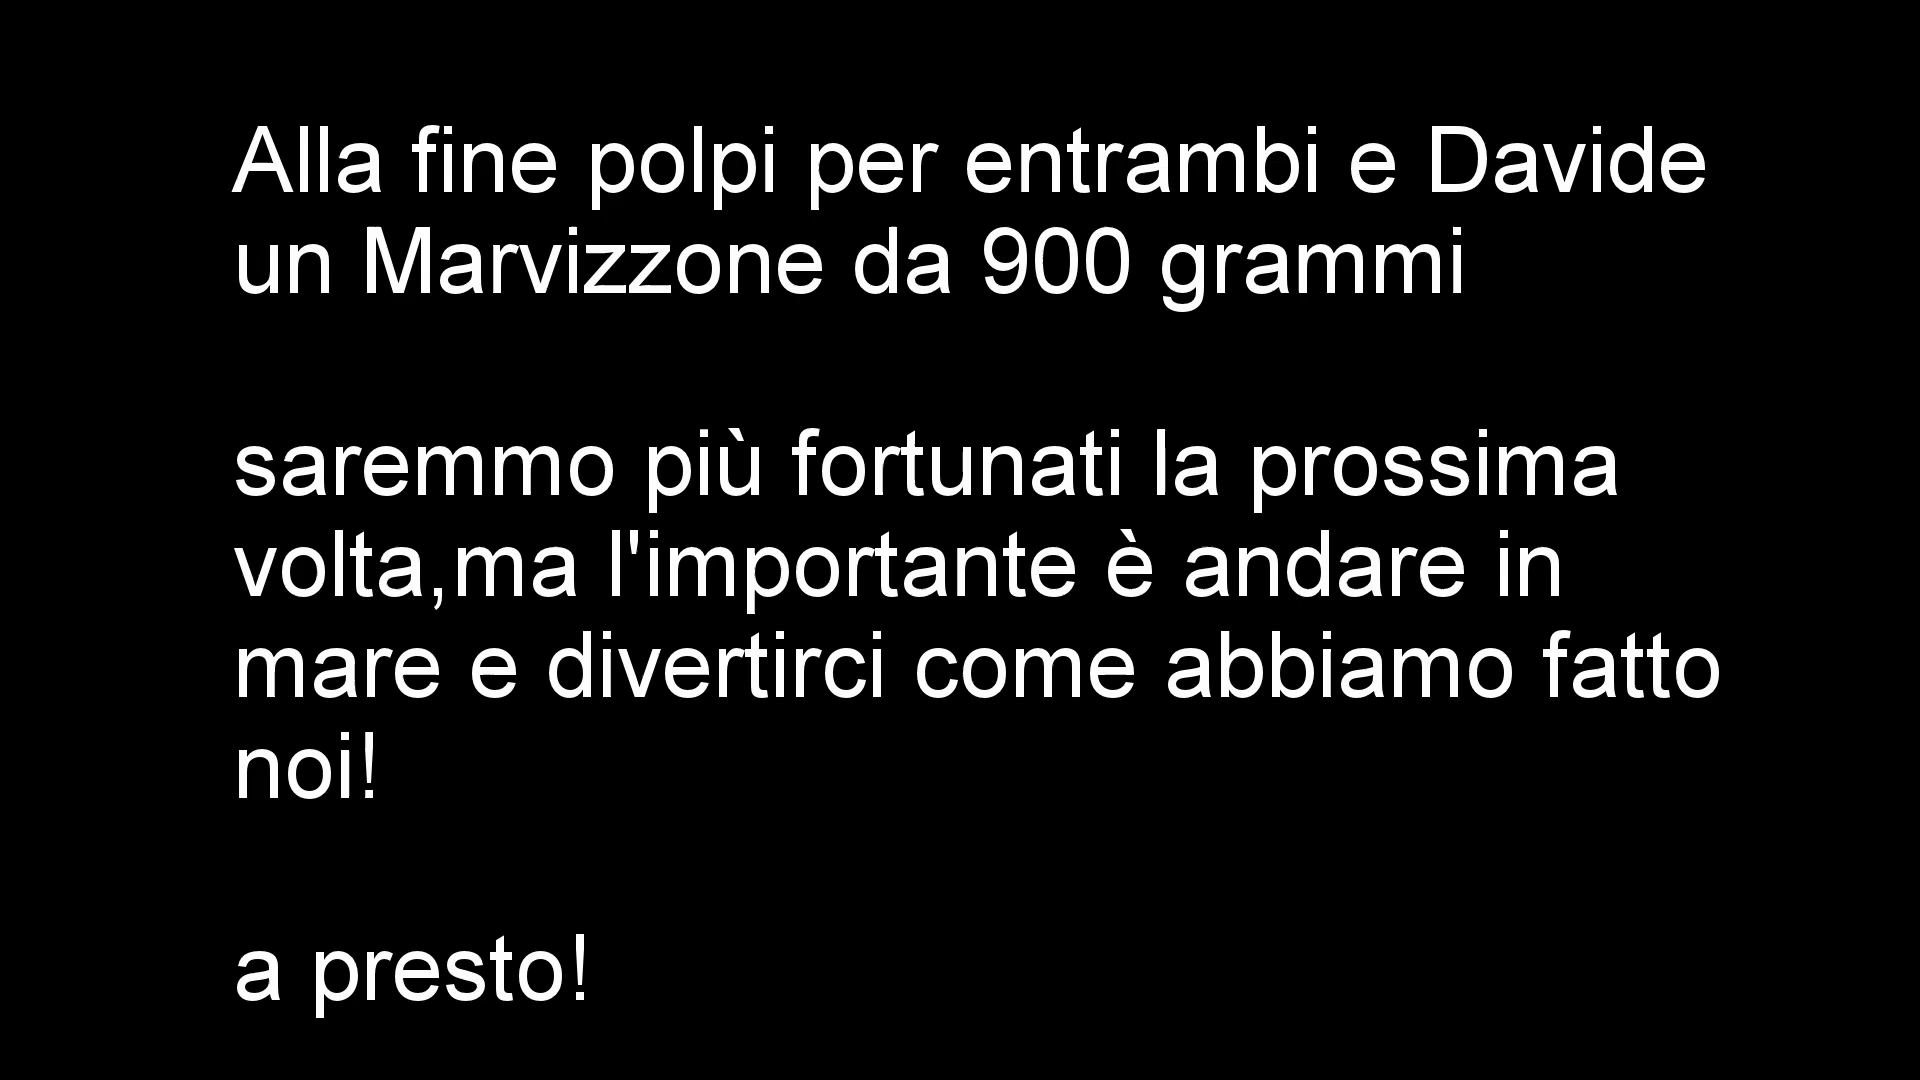 Alla fine polpi per entrambi e Davide
un Marvizzone da 900 grammi
saremmo più fortunati la prossima
volta,ma l'importante è andare in
mare e divertirci come abbiamo fatto
noi!
a presto!